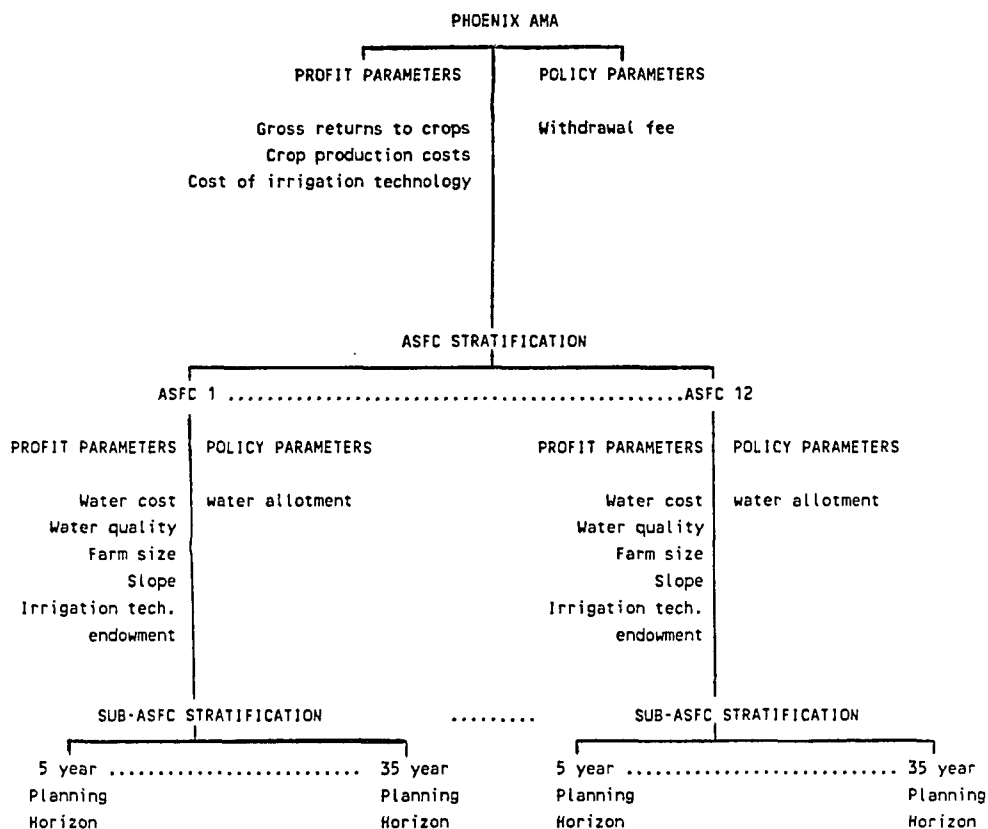 PHOENIX AMA
PROFIT PARAMETERS POLICY PARAMETERS
Gross returns to crops Withdrawal fee
Crop production costs
Cost of irrigation technology
ASFC STRATIFICATION
ASFC 1 ................................................ASFC 12
PROFIT PARAMETERS POLICY PARAMETERS PROFIT PARAMETERS POLICY PARAMETERS
Water cost water allotment Water cost water allotment
Water quality Water quality
Farm size Farm size
Slope Slope
Irrigation tech. Irrigation tech.
endowment endowment
SUB-ASFC STRATIFICATION ......... SUB-ASFC STRATIFICATION
5 year .......................... 35 year 5 year ............................ 35 year
Planning Planning Planning Planning
Horizon Horizon Horizon Horizon